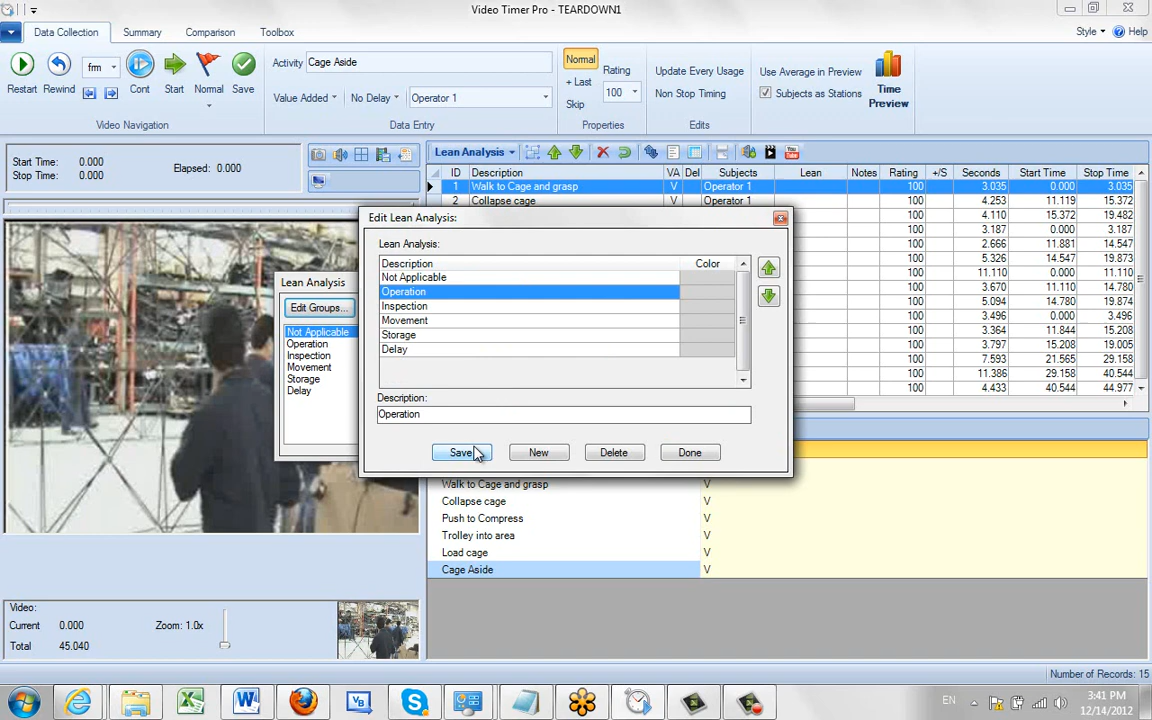 Video Timer Pro - TEARDOWN1
Data Collection Summary Comparison Toolbox Style Help
Restart Rewind frm Cont Start Normal Save
Video Navigation
Activity Cage Aside
Value Added No Delay Operator 1
Data Entry
Normal
+ Last
Skip
Rating
100
Properties
Update Every Usage
Non Stop Timing
Edits
Use Average in Preview
Subjects as Stations
Time
Preview
Start Time: 0.000
Stop Time: 0.000
Elapsed: 0.000
Lean Analysis
ID Description VA Del Subjects Lean Notes Rating +/S Seconds Start Time Stop Time
1 Walk to Cage and grasp V Operator 1 100 3.035 0.000 3.035
2 Collapse cage V Operator 1 100 4.253 11.119 15.372
100 4.110 15.372 19.482
100 3.187 0.000 3.187
100 2.666 11.881 14.547
100 5.326 14.547 19.873
100 11.110 0.000 11.110
100 3.670 11.110 14.780
100 5.094 14.780 19.874
100 3.496 0.000 3.496
100 3.364 11.844 15.208
100 3.797 15.208 19.005
100 7.593 21.565 29.158
100 11.386 29.158 40.544
100 4.433 40.544 44.977
Lean Analysis
Edit Groups...
Not Applicable
Operation
Inspection
Movement
Storage
Delay
Edit Lean Analysis:
Lean Analysis:
Description Color
Not Applicable
Operation
Inspection
Movement
Storage
Delay
Description:
Operation
Save New Delete Done
Walk to Cage and grasp V
Collapse cage V
Push to Compress V
Trolley into area V
Load cage V
Cage Aside V
Video:
Current 0.000 Zoom: 1.0x
Total 45.040
Number of Records: 15
EN
3:41 PM
12/14/2012